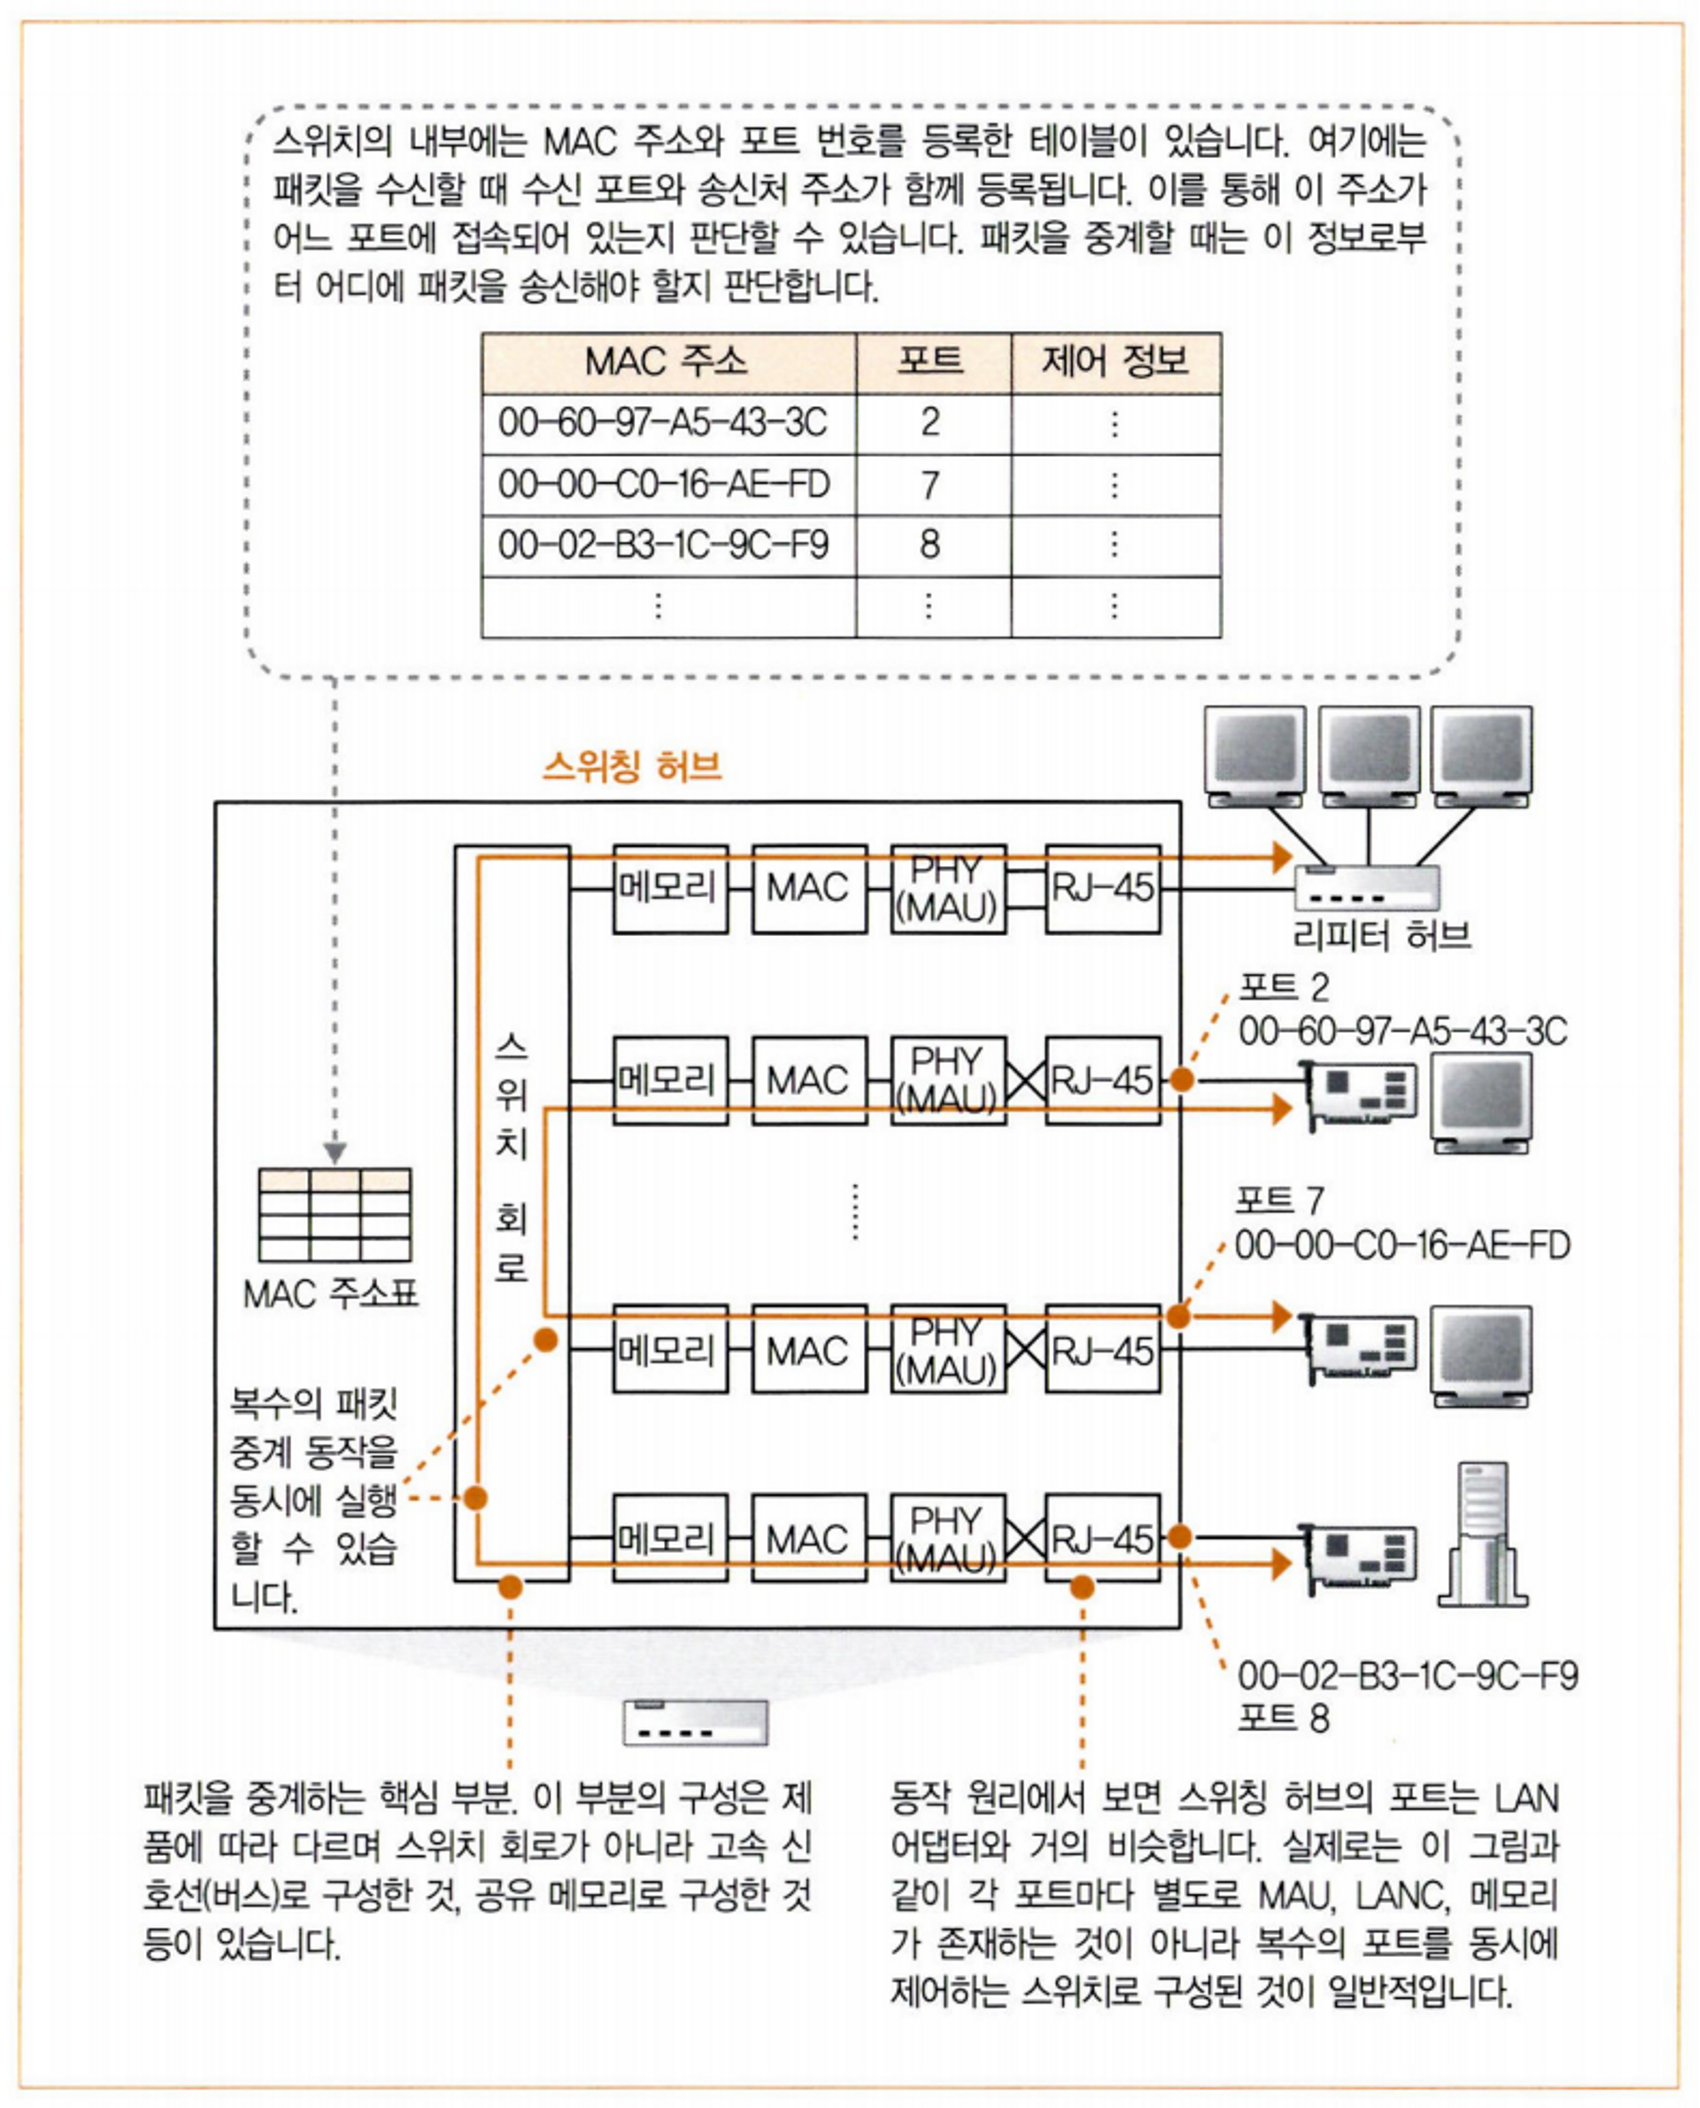 스위치의 내부에는 MAC 주소와 포트 번호를 등록한 테이블이 있습니다. 여기에는
패킷을 수신할 때 수신 포트와 송신처 주소가 함께 등록됩니다. 이를 통해 이 주소가
어느 포트에 접속되어 있는지 판단할 수 있습니다. 패킷을 중계할 때는 이 정보로부
터 어디에 패킷을 송신해야 할지 판단합니다.
MAC 주소 포트 제어 정보
00-60-97-A5-43-3C 2 ⋮
00-00-C0-16-AE-FD 7 ⋮
00-02-B3-1C-9C-F9 8 ⋮
⋮ ⋮ ⋮
스위칭 허브
메모리 MAC PHY (MAU) RJ-45
리피터 허브
포트 2
00-60-97-A5-43-3C
스위치 회로
메모리 MAC PHY (MAU) RJ-45
포트 7
00-00-C0-16-AE-FD
MAC 주소표
메모리 MAC PHY (MAU) RJ-45
복수의 패킷
중계 동작을
동시에 실행
할 수 있습
니다.
메모리 MAC PHY (MAU) RJ-45
00-02-B3-1C-9C-F9
포트 8
패킷을 중계하는 핵심 부분. 이 부분의 구성은 제
품에 따라 다르며 스위치 회로가 아니라 고속 신
호선(버스)로 구성한 것, 공유 메모리로 구성한 것
등이 있습니다.
동작 원리에서 보면 스위칭 허브의 포트는 LAN
어댑터와 거의 비슷합니다. 실제로는 이 그림과
같이 각 포트마다 별도로 MAU, LANC, 메모리
가 존재하는 것이 아니라 복수의 포트를 동시에
제어하는 스위치로 구성된 것이 일반적입니다.